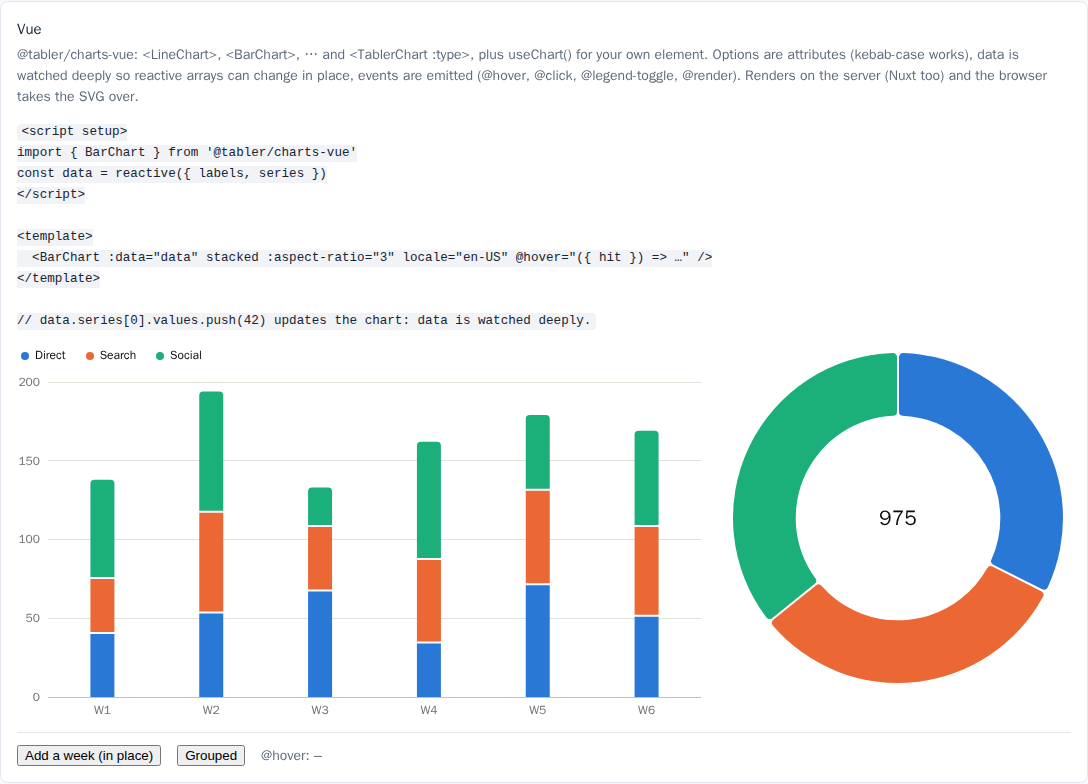 Vue
@tabler/charts-vue: <LineChart>, <BarChart>, ··· and <TablerChart :type>, plus useChart() for your own element. Options are attributes (kebab-case works), data is
watched deeply so reactive arrays can change in place, events are emitted (@hover, @click, @legend-toggle, @render). Renders on the server (Nuxt too) and the browser
takes the SVG over.
<script setup>
import { BarChart } from '@tabler/charts-vue'
const data = reactive({ labels, series })
</script>
<template>
  <BarChart :data="data" stacked :aspect-ratio="3" locale="en-US" @hover="({ hit }) => …" />
</template>
// data.series[0].values.push(42) updates the chart: data is watched deeply.
Direct Search Social
200
150
100
50
0
W1 W2 W3 W4 W5 W6
975
Add a week (in place) Grouped @hover: —